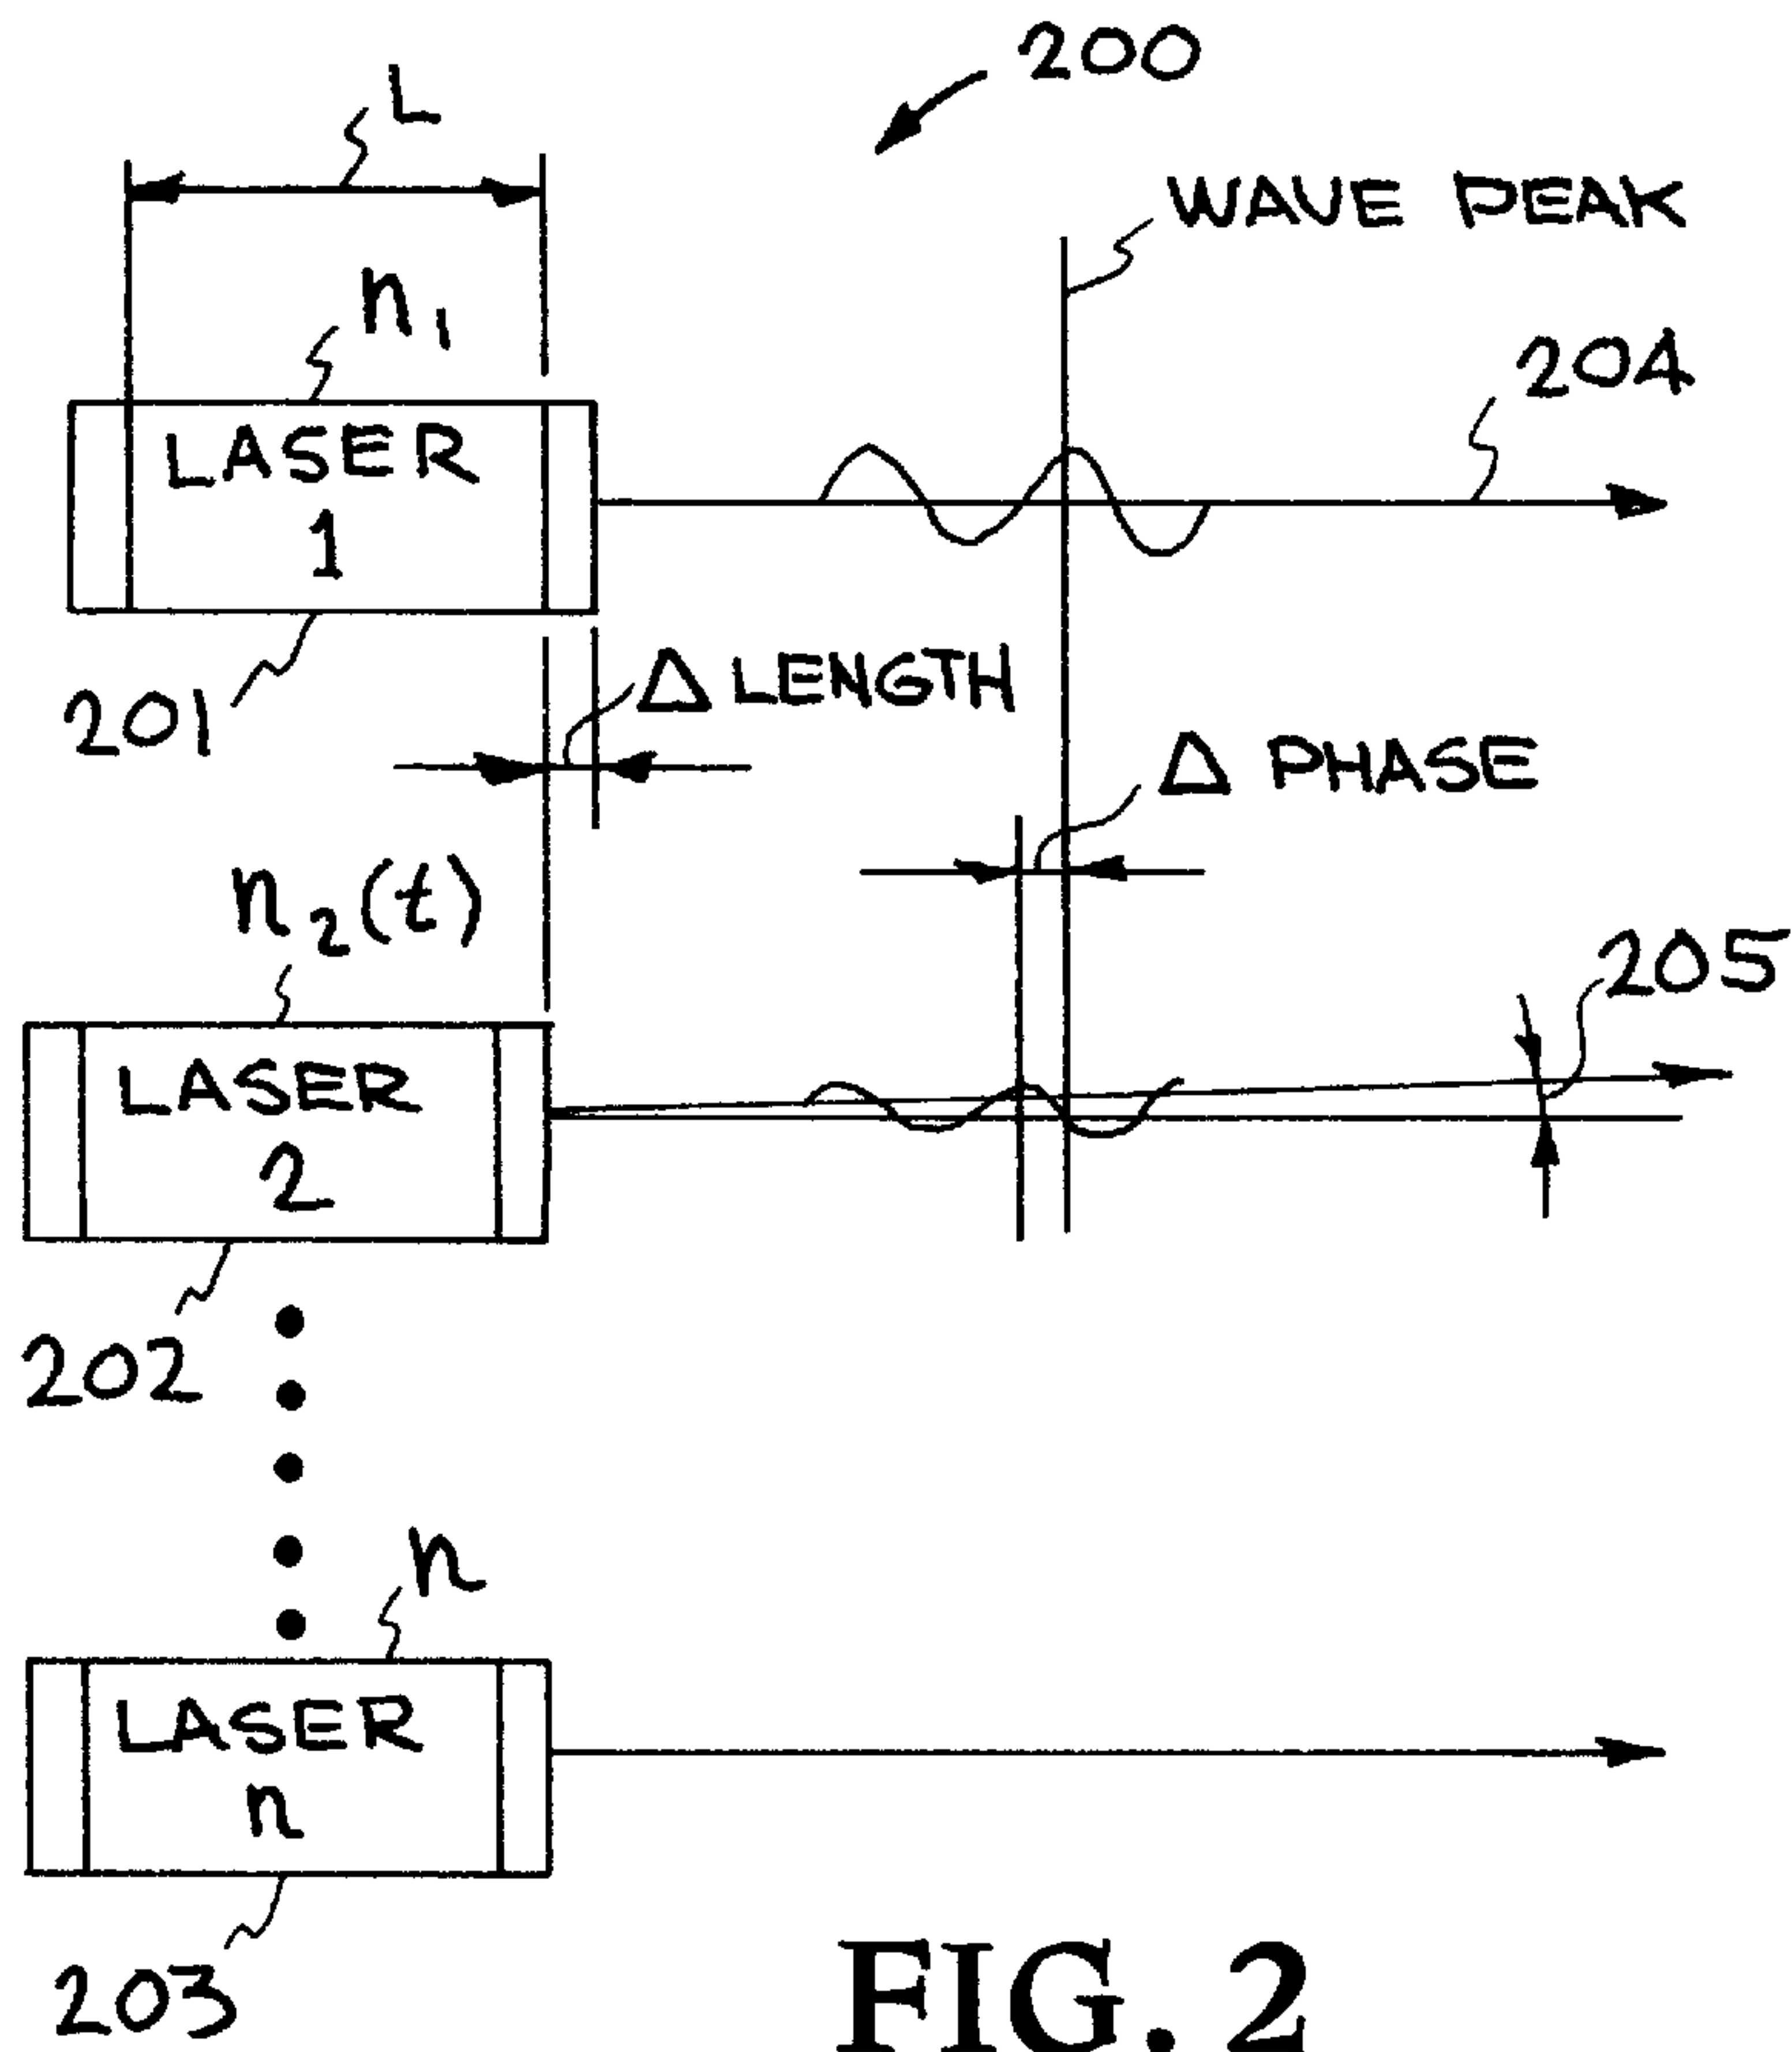 200
L
WAVE PEAK
n₁
204
LASER
1
201
Δ LENGTH
Δ PHASE
n₂(t)
205
LASER
2
202
n
LASER
n
203
FIG. 2